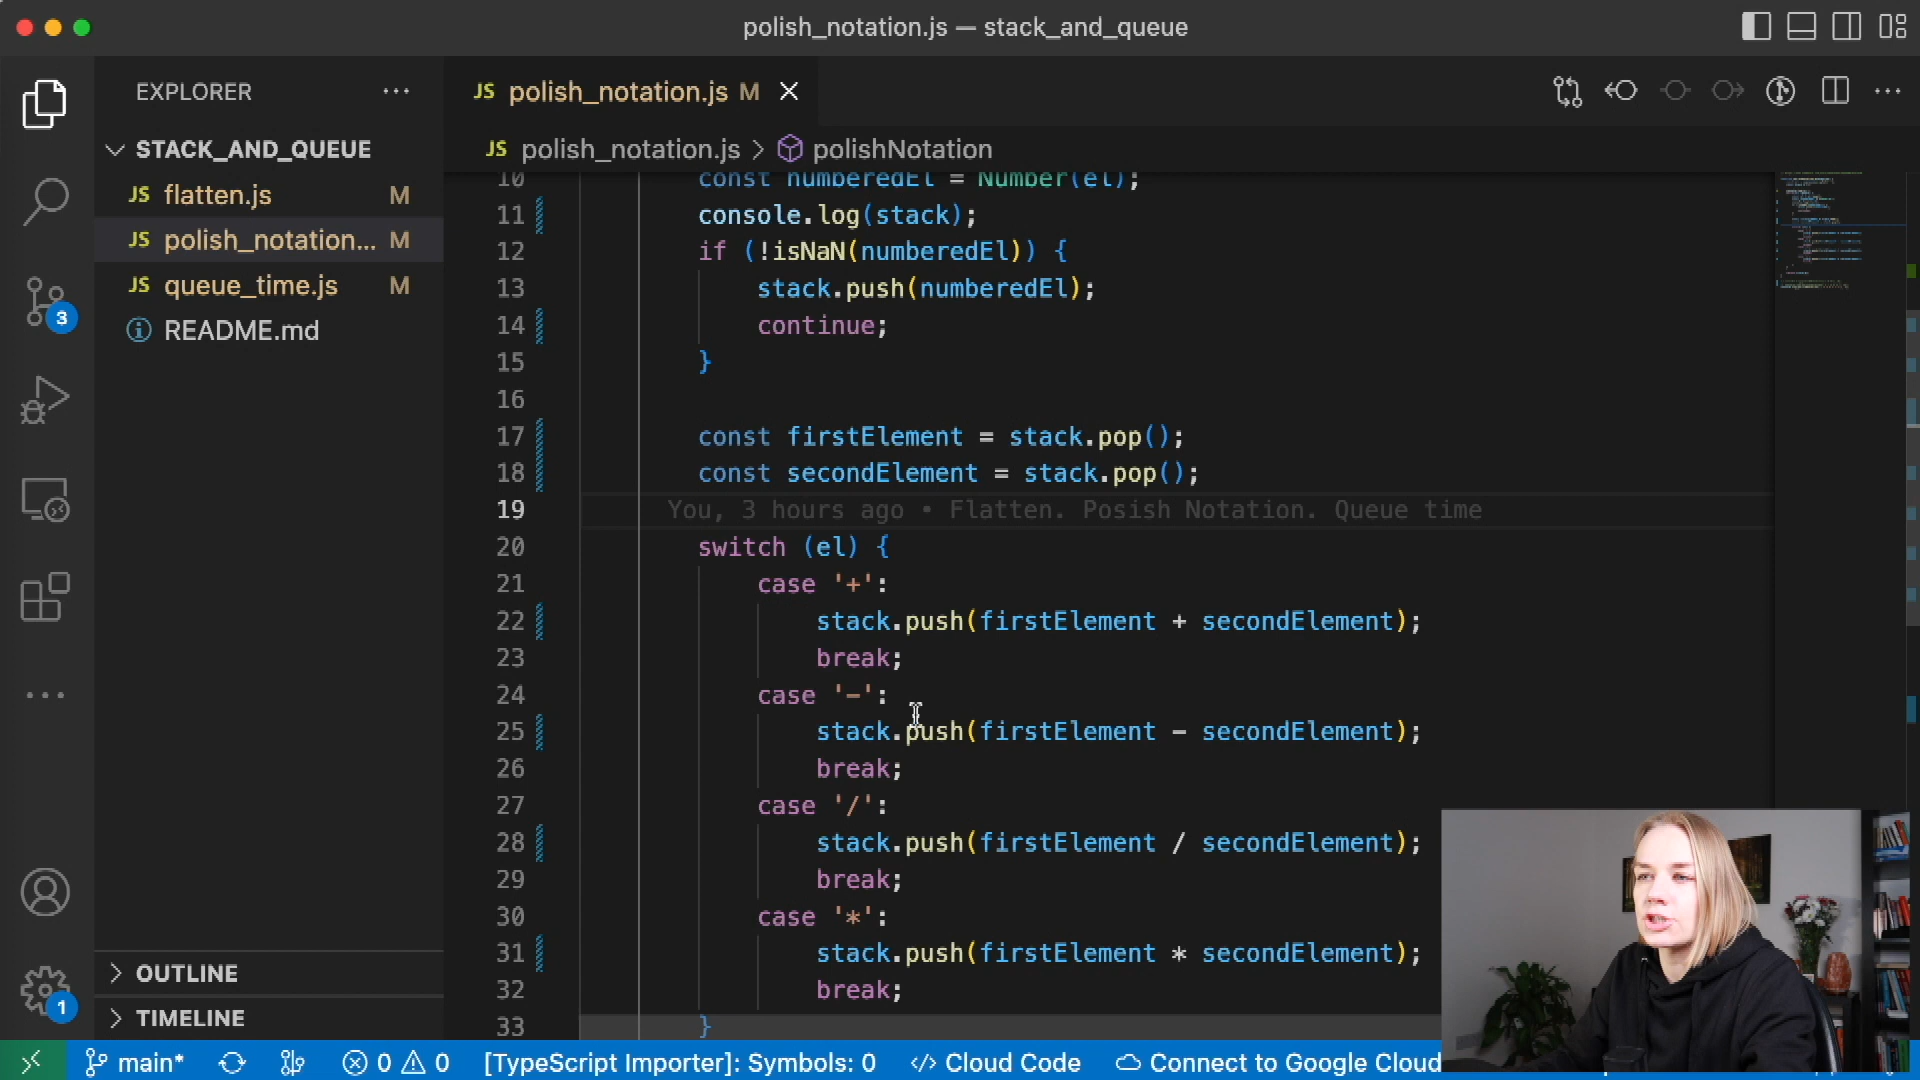 polish_notation.js — stack_and_queue
EXPLORER
JS polish_notation.js M
STACK_AND_QUEUE
JS polish_notation.js > polishNotation
JS flatten.js M
JS polish_notation... M
JS queue_time.js M
README.md
3
1
OUTLINE
TIMELINE
10 const numberedEl = Number(el);
11 console.log(stack);
12 if (!isNaN(numberedEl)) {
13 stack.push(numberedEl);
14 continue;
15 }
16
17 const firstElement = stack.pop();
18 const secondElement = stack.pop();
19 You, 3 hours ago • Flatten. Posish Notation. Queue time
20 switch (el) {
21 case '+':
22 stack.push(firstElement + secondElement);
23 break;
24 case '-':
25 stack.push(firstElement - secondElement);
26 break;
27 case '/':
28 stack.push(firstElement / secondElement);
29 break;
30 case '*':
31 stack.push(firstElement * secondElement);
32 break;
33 }
main* 0 0 [TypeScript Importer]: Symbols: 0 </> Cloud Code Connect to Google Cloud